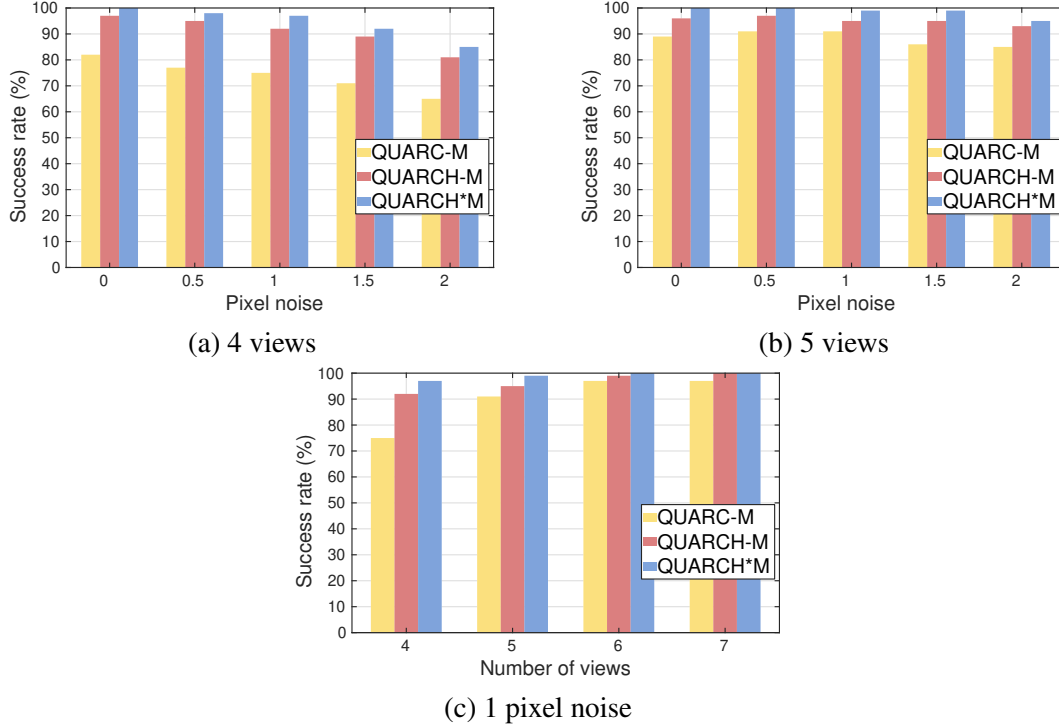 100
90
80
70
60
50
40
30
20
10
0
Success rate (%)
QUARC-M
QUARCH-M
QUARCH*M
0 0.5 1 1.5 2
Pixel noise
(a) 4 views
100
90
80
70
60
50
40
30
20
10
0
Success rate (%)
QUARC-M
QUARCH-M
QUARCH*M
0 0.5 1 1.5 2
Pixel noise
(b) 5 views
100
90
80
70
60
50
40
30
20
10
0
Success rate (%)
QUARC-M
QUARCH-M
QUARCH*M
4 5 6 7
Number of views
(c) 1 pixel noise